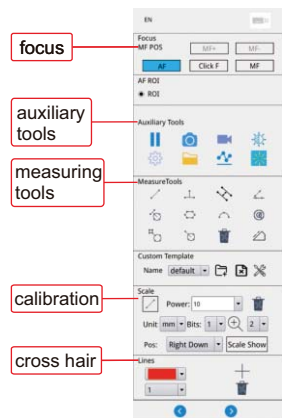 EN
focus
Focus
MF POS
MF+
MF-
AF
Click F
MF
AF ROI
ROI
auxiliary
tools
Auxiliary Tools
measuring
tools
MeasureTools
Custom Template
Name
default
calibration
Scale
Power:
10
Unit
mm
Bits:
1
2
Pos:
Right Down
Scale Show
cross hair
Lines
1